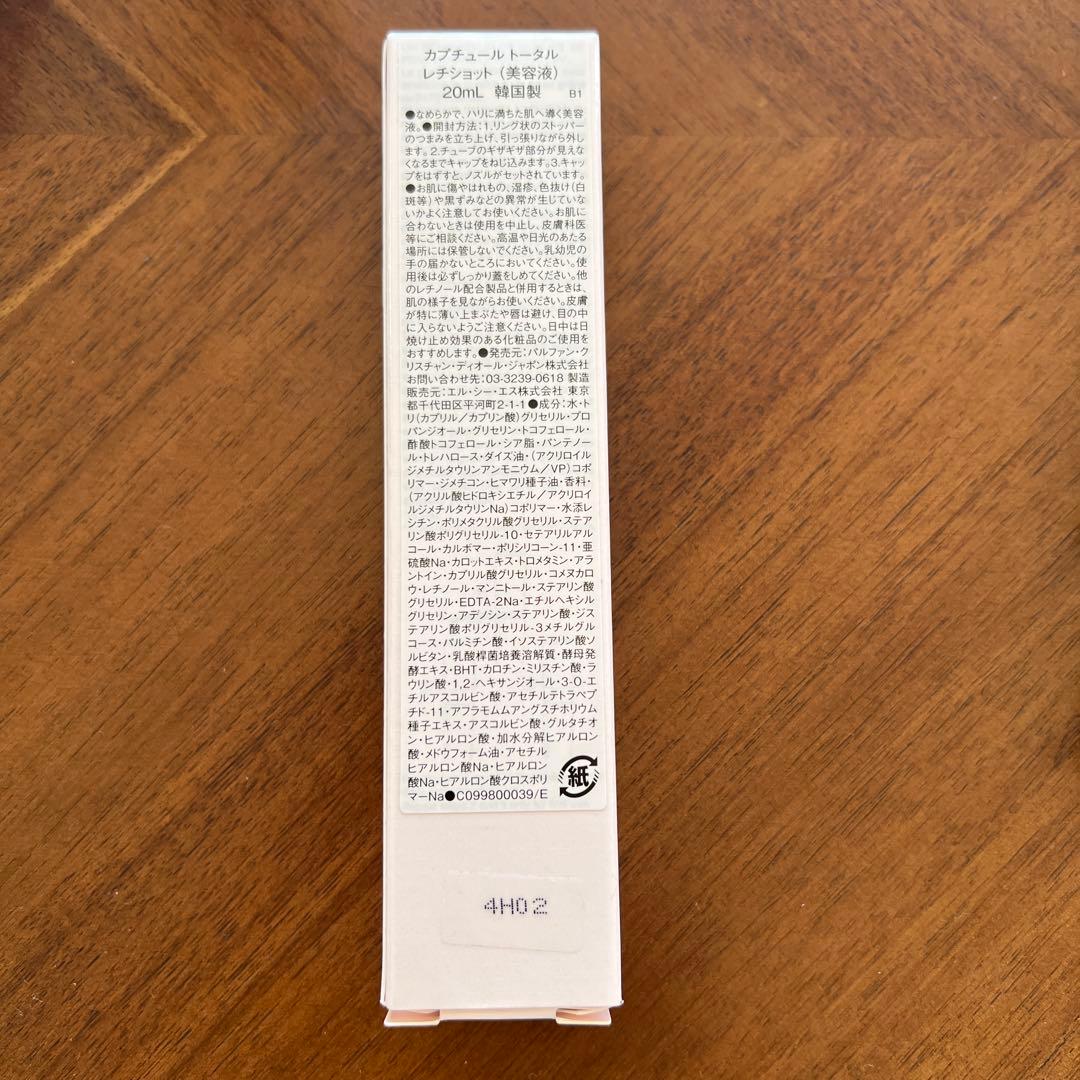 カプチュール トータル
レチショット（美容液）
20mL 韓国製 B1
●なめらかで、ハリに満ちた肌へ導く美容
液。●開封方法：1.リング状のストッパー
のつまみを立ち上げ、引っ張りながら外し
ます。2.チューブのギザギザ部分が見えな
くなるまでキャップをねじ込みます。3.キャッ
プをはずすと、ノズルがセットされています。
●お肌に傷やはれもの、湿疹、色抜け(白
斑等)や黒ずみなどの異常が生じていな
いかよく注意してお使いください。お肌に
合わないときは使用を中止し、皮膚科医
等にご相談ください。高温や日光のあたる
場所には保管しないでください。乳幼児の
手の届かないところにおいてください。使
用後は必ずしっかり蓋をしめてください。他
のレチノール配合製品と併用するときは、
肌の様子を見ながらお使いください。皮膚
が特に薄い上まぶたや唇は避け、目の中
に入らないようご注意ください。日中は日
焼け止め効果のある化粧品のご使用を
おすすめします。●発売元：パルファン・ク
リスチャン・ディオール・ジャポン株式会社
お問い合わせ先：03-3239-0618 製造
販売元：エル・シー・エス株式会社 東京
都千代田区平河町2-1-1●成分：水・ト
リ(カプリル/カプリン酸)グリセリル・プロ
パンジオール・グリセリン・トコフェロール・
酢酸トコフェロール・シア脂・パンテノー
ル・トレハロース・ダイズ油・(アクリロイル
ジメチルタウリンアンモニウム/VP)コポ
リマー・ジメチコン・ヒマワリ種子油・香料・
(アクリル酸ヒドロキシエチル/アクリロイ
ルジメチルタウリンNa)コポリマー・水添レ
シチン・ポリメタクリル酸グリセリル・ステア
リン酸ポリグリセリル-10・セテアリルアル
コール・カルボマー・ポリシリコーン-11・亜
硫酸Na・カロットエキス・トロメタミン・アラ
ントイン・カプリル酸グリセリル・コメヌカロ
ウ・レチノール・マンニトール・ステアリン酸
グリセリル・EDTA-2Na・エチルヘキシル
グリセリン・アデノシン・ステアリン酸・ジス
テアリン酸ポリグリセリル-3メチルグル
コース・パルミチン酸・イソステアリン酸ソ
ルビタン・乳酸桿菌培養溶解質・酵母発
酵エキス・BHT・カロチン・ミリスチン酸・ラ
ウリン酸・1,2-ヘキサンジオール・3-O-エ
チルアスコルビン酸・アセチルテトラペプ
チド-11・アフラモムムアングスチホリウム
種子エキス・アスコルビン酸・グルタチオ
ン・ヒアルロン酸・加水分解ヒアルロン
酸・メドウフォーム油・アセチル
ヒアルロン酸Na・ヒアルロン
酸Na・ヒアルロン酸クロスポリ
マーNa●C099800039/E
紙
4H02